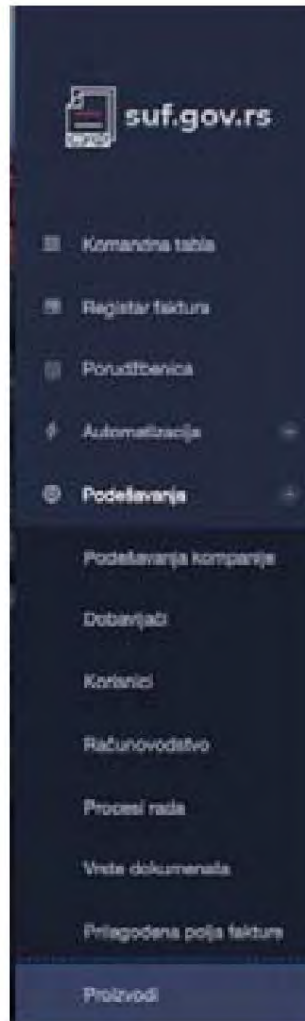 suf.gov.rs
Komandna tabla
Registar faktura
Porudžbenica
Automatizacija
Podešavanja
Podešavanja kompanije
Dobavljači
Korisnici
Računovodstvo
Procesi rada
Vrste dokumenata
Prilagođena polja fakture
Proizvodi